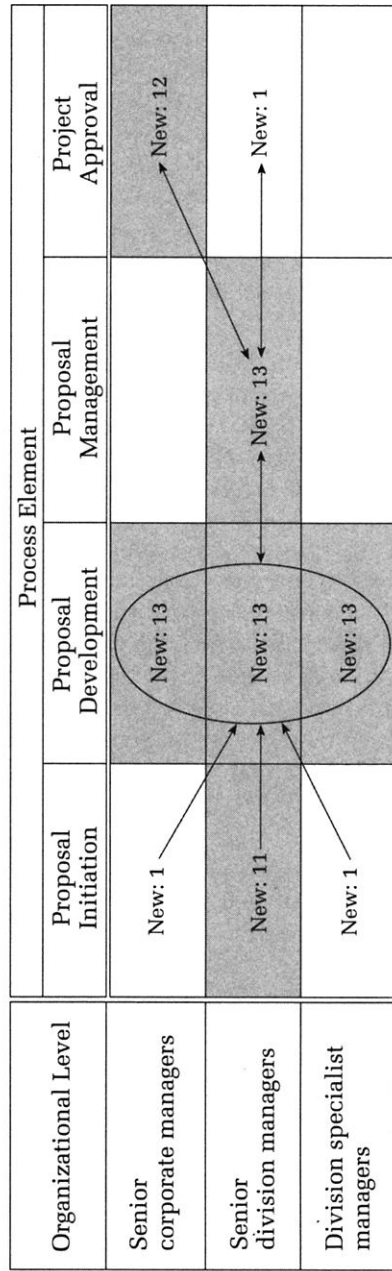 Process Element
Organizational Level
Proposal
Initiation
Proposal
Development
Proposal
Management
Project
Approval
Senior
corporate managers
New: 1
New: 13
New: 12
Senior
division managers
New: 11
New: 13
New: 13
New: 1
Division specialist
managers
New: 1
New: 13